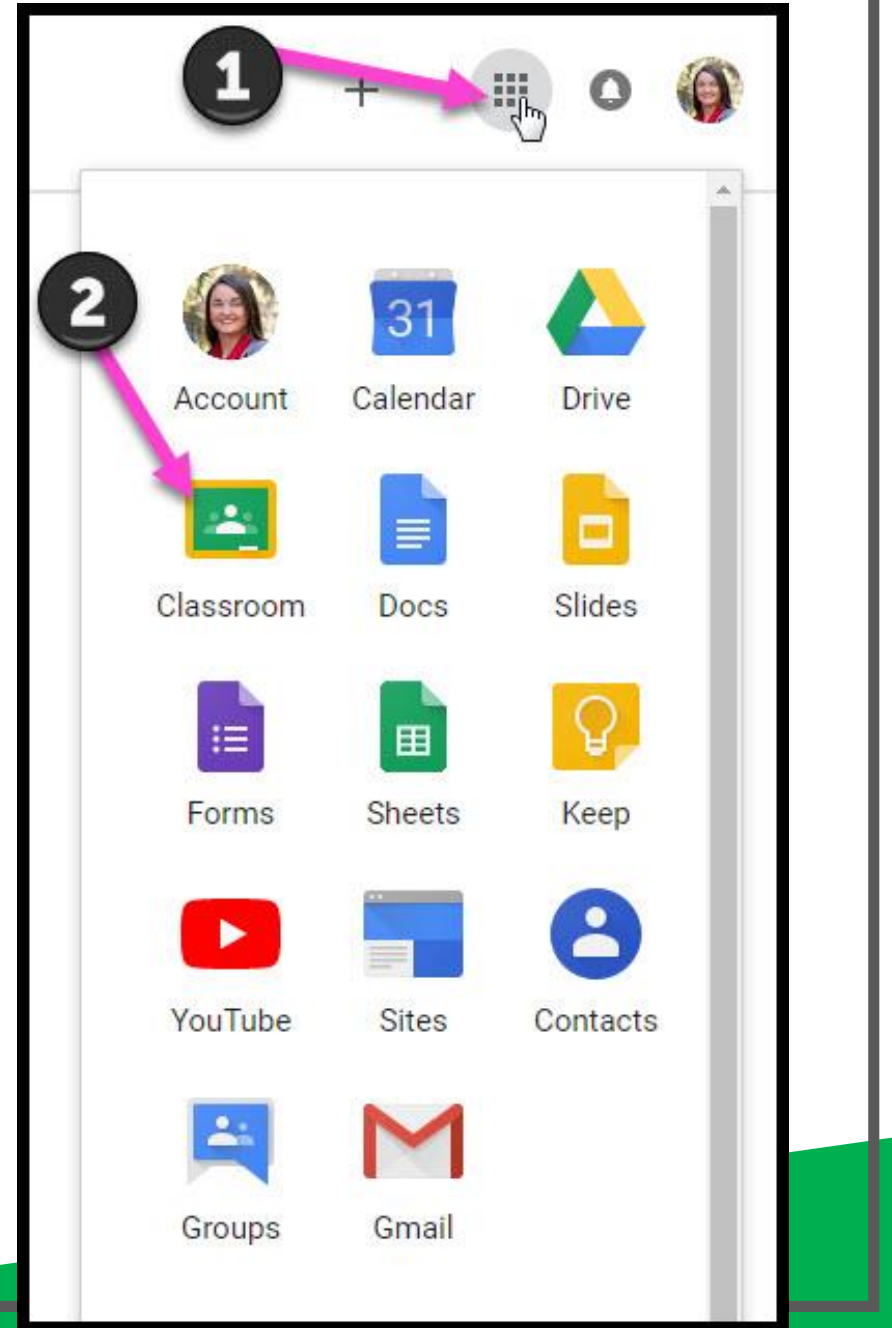 1
2
31
Account Calendar Drive
Classroom Docs Slides
Forms Sheets Keep
YouTube Sites Contacts
Groups Gmail